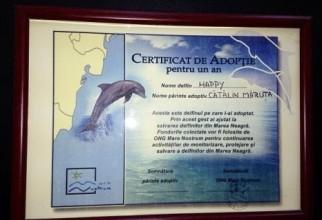 CERTIFICAT DE ADOPȚIE
pentru un an
Nume delfin ... HAPPY
Nume părinte adoptiv CATALIN MARUTA
Acesta este delfinul pe care l-ai adoptat.
Prin acest gest ai ajutat la
salvarea delfinilor din Marea Neagră.
Fondurile colectate vor fi folosite de
ONG Mare Nostrum pentru continuarea
activităților de monitorizare, protejare și
salvare a delfinilor din Marea Neagră.
Semnătura
părinte adoptiv
Semnătura
ONG Mare Nostrum
nostrum